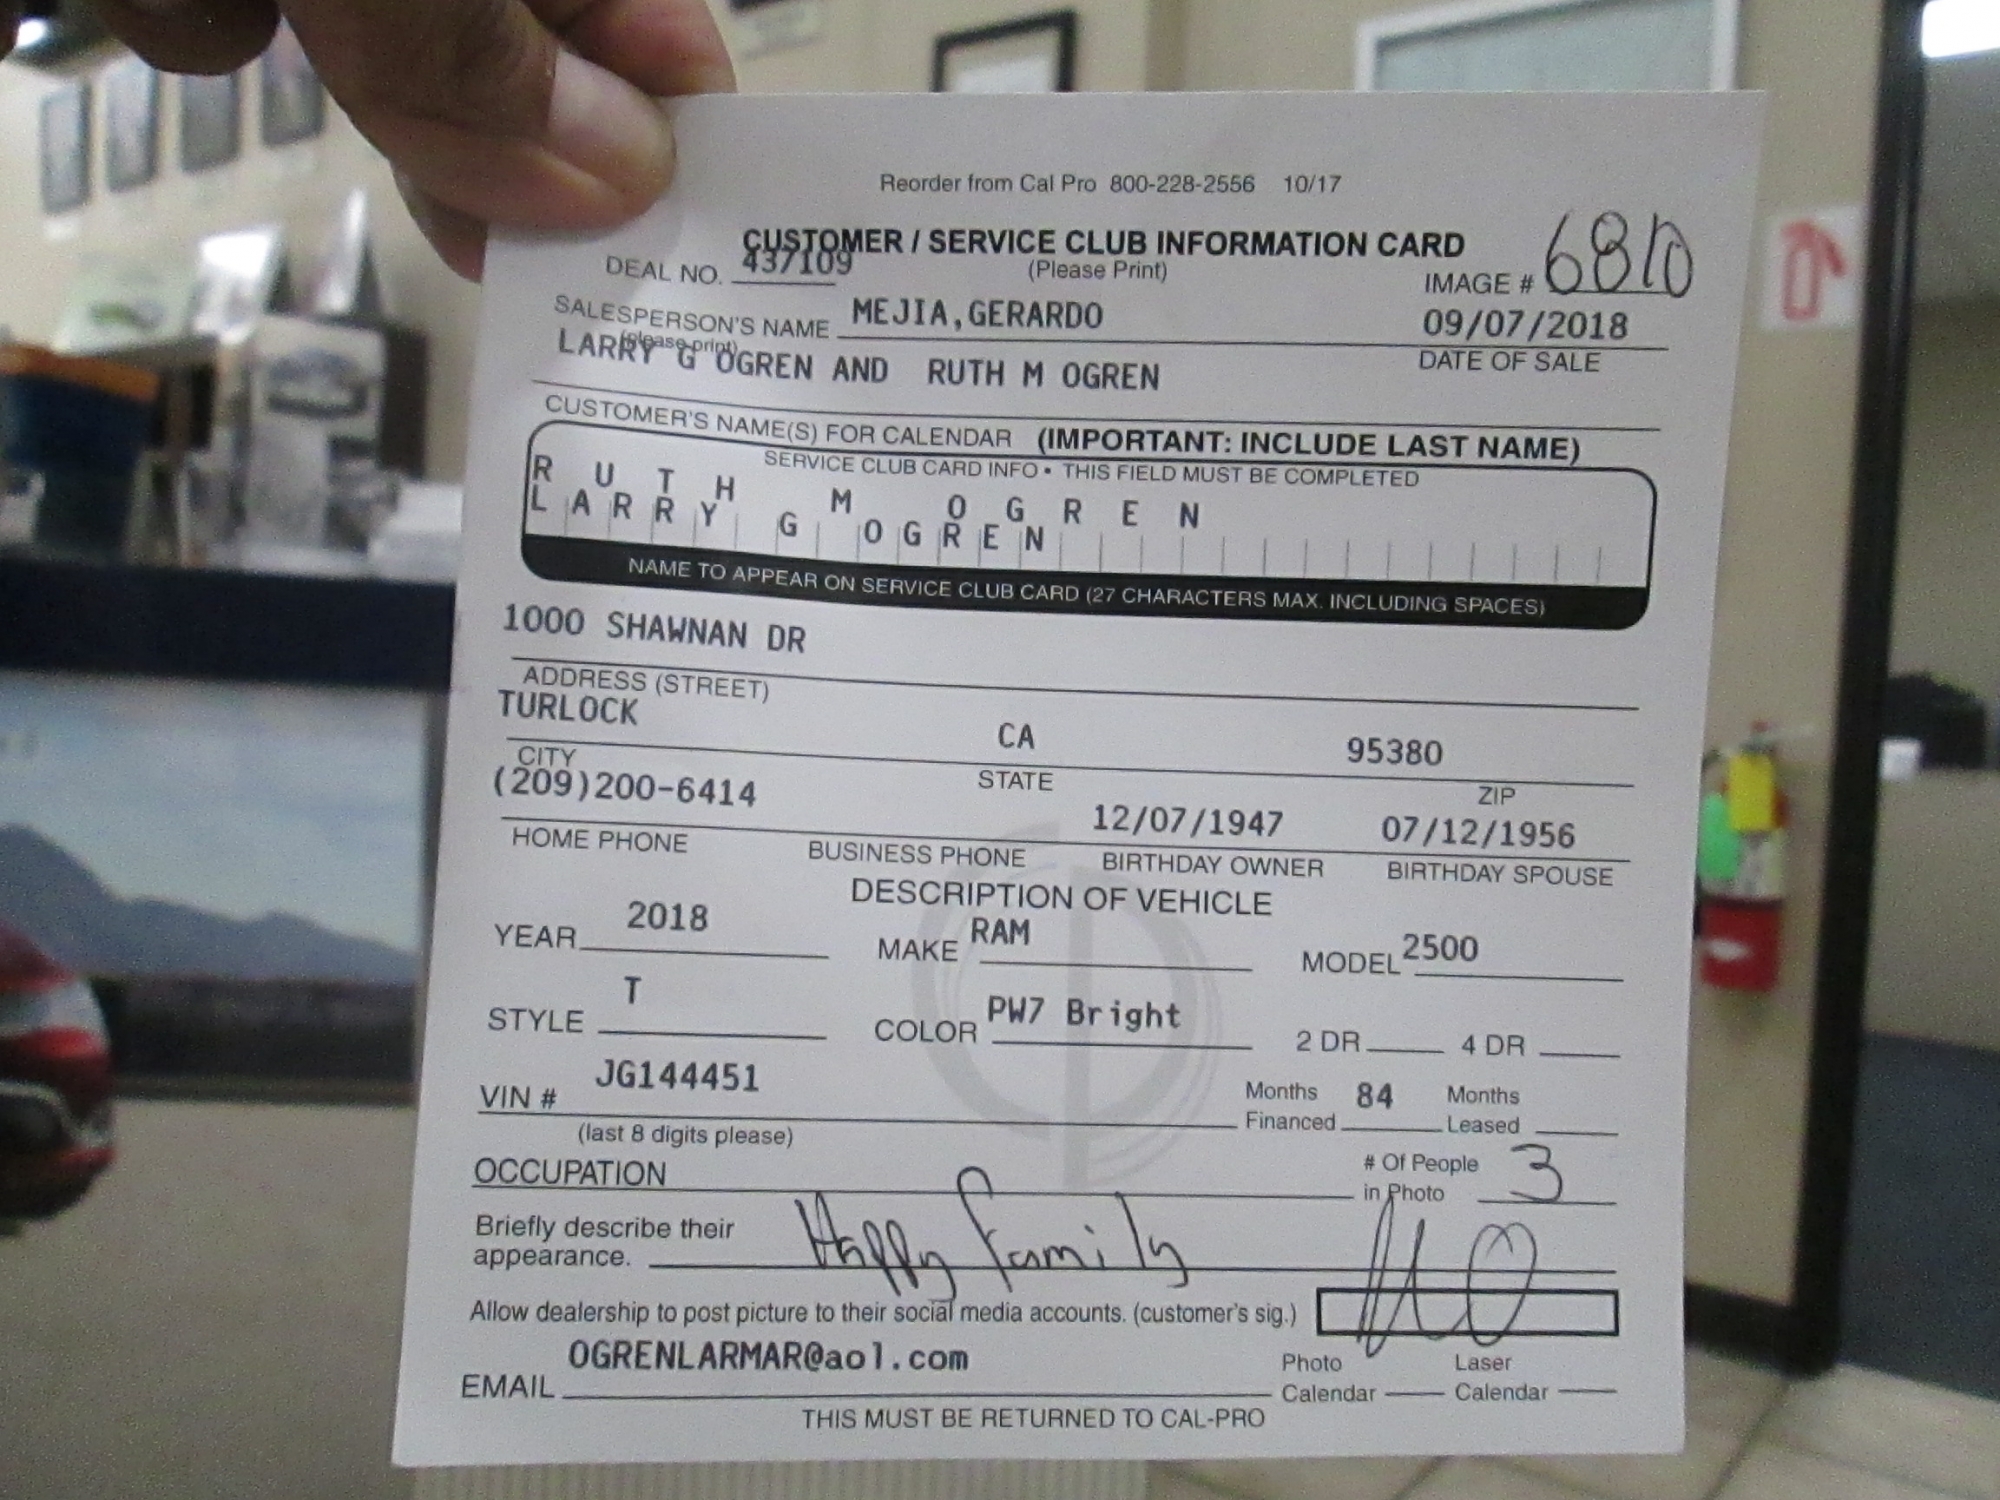 Reorder from Cal Pro 800-228-2556 10/17
CUSTOMER / SERVICE CLUB INFORMATION CARD
(Please Print)
DEAL NO. 437109
IMAGE # 6810
SALESPERSON'S NAME MEJIA,GERARDO 09/07/2018
(please print)
DATE OF SALE
LARRY G OGREN AND RUTH M OGREN
CUSTOMER'S NAME(S) FOR CALENDAR (IMPORTANT: INCLUDE LAST NAME)
SERVICE CLUB CARD INFO • THIS FIELD MUST BE COMPLETED
RUTH M OGREN
LARRY G OGREN
NAME TO APPEAR ON SERVICE CLUB CARD (27 CHARACTERS MAX. INCLUDING SPACES)
1000 SHAWNAN DR
ADDRESS (STREET)
TURLOCK CA 95380
CITY STATE ZIP
(209)200-6414 12/07/1947 07/12/1956
HOME PHONE BUSINESS PHONE BIRTHDAY OWNER BIRTHDAY SPOUSE
DESCRIPTION OF VEHICLE
YEAR 2018 MAKE RAM MODEL 2500
STYLE T COLOR PW7 Bright 2 DR 4 DR
VIN # JG144451 Months Financed 84 Months Leased
(last 8 digits please)
OCCUPATION # Of People in Photo 3
Briefly describe their
appearance. Happy Family
Allow dealership to post picture to their social media accounts. (customer's sig.)
EMAIL OGRENLARMAR@aol.com
Photo Calendar Laser Calendar
THIS MUST BE RETURNED TO CAL-PRO